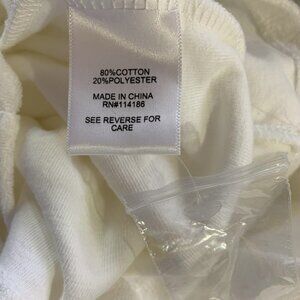 80%COTTON
20%POLYESTER
MADE IN CHINA
RN#114186
SEE REVERSE FOR
CARE